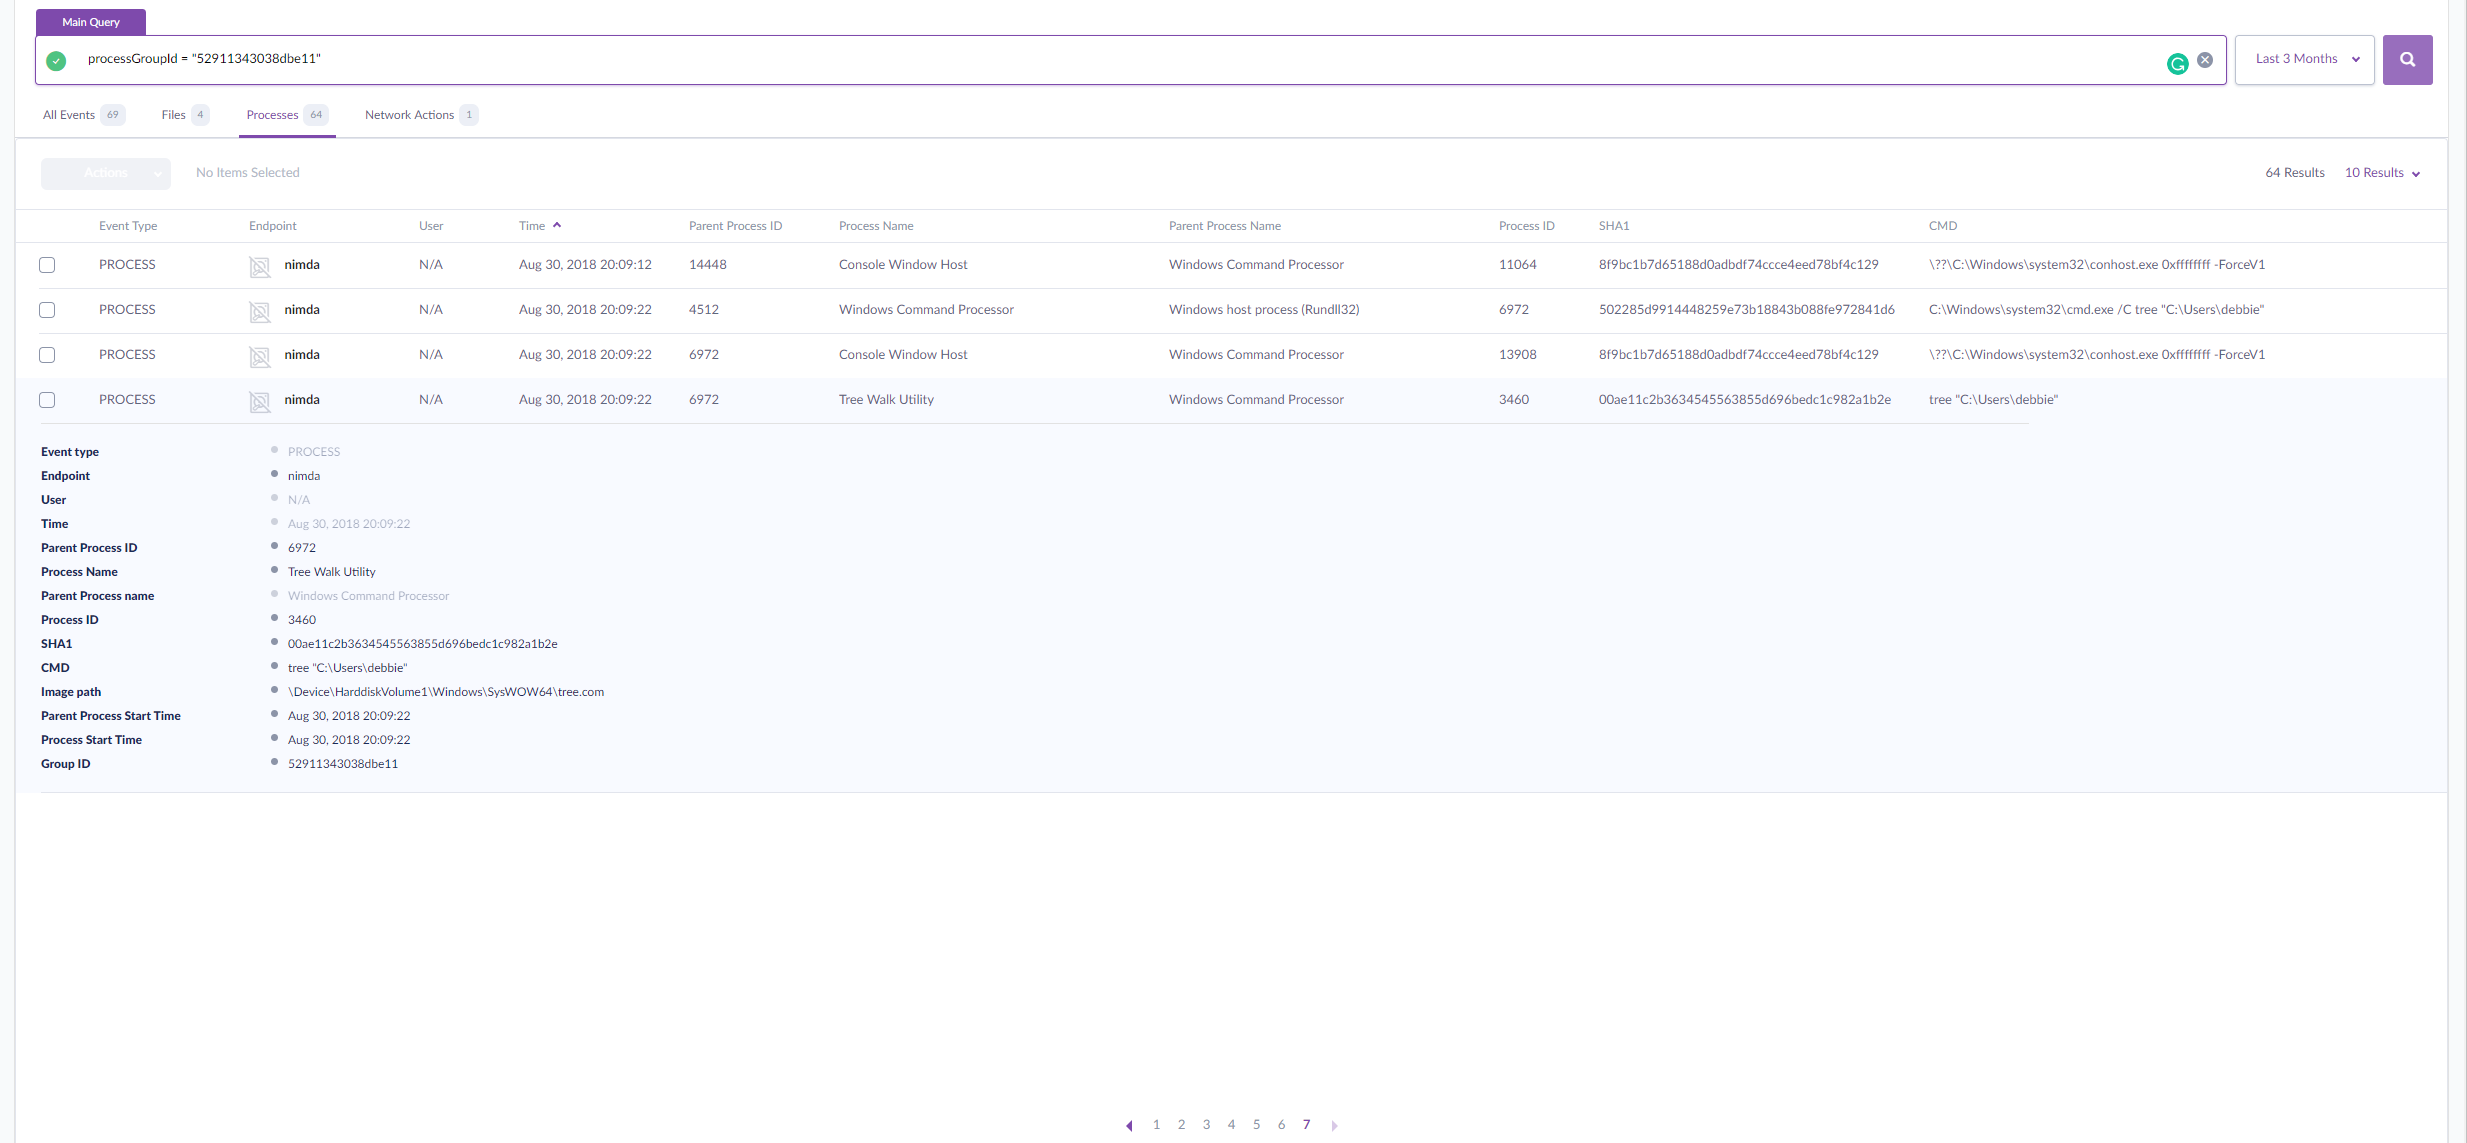 Main Query
processGroupId = "52911343038dbe11"
Last 3 Months
All Events 69 Files 4 Processes 64 Network Actions 1
Actions No Items Selected 64 Results 10 Results
Event Type Endpoint User Time Parent Process ID Process Name Parent Process Name Process ID SHA1 CMD
PROCESS nimda N/A Aug 30, 2018 20:09:12 14448 Console Window Host Windows Command Processor 11064 8f9bc1b7d65188d0adbdf74ccce4eed78bf4c129 \??\C:\Windows\system32\conhost.exe 0xffffffff -ForceV1
PROCESS nimda N/A Aug 30, 2018 20:09:22 4512 Windows Command Processor Windows host process (Rundll32) 6972 502285d9914448259e73b18843b088fe972841d6 C:\Windows\system32\cmd.exe /C tree "C:\Users\debbie"
PROCESS nimda N/A Aug 30, 2018 20:09:22 6972 Console Window Host Windows Command Processor 13908 8f9bc1b7d65188d0adbdf74ccce4eed78bf4c129 \??\C:\Windows\system32\conhost.exe 0xffffffff -ForceV1
PROCESS nimda N/A Aug 30, 2018 20:09:22 6972 Tree Walk Utility Windows Command Processor 3460 00ae11c2b3634545563855d696bedc1c982a1b2e tree "C:\Users\debbie"
Event type PROCESS
Endpoint nimda
User N/A
Time Aug 30, 2018 20:09:22
Parent Process ID 6972
Process Name Tree Walk Utility
Parent Process name Windows Command Processor
Process ID 3460
SHA1 00ae11c2b3634545563855d696bedc1c982a1b2e
CMD tree "C:\Users\debbie"
Image path \Device\HarddiskVolume1\Windows\SysWOW64\tree.com
Parent Process Start Time Aug 30, 2018 20:09:22
Process Start Time Aug 30, 2018 20:09:22
Group ID 52911343038dbe11
1 2 3 4 5 6 7